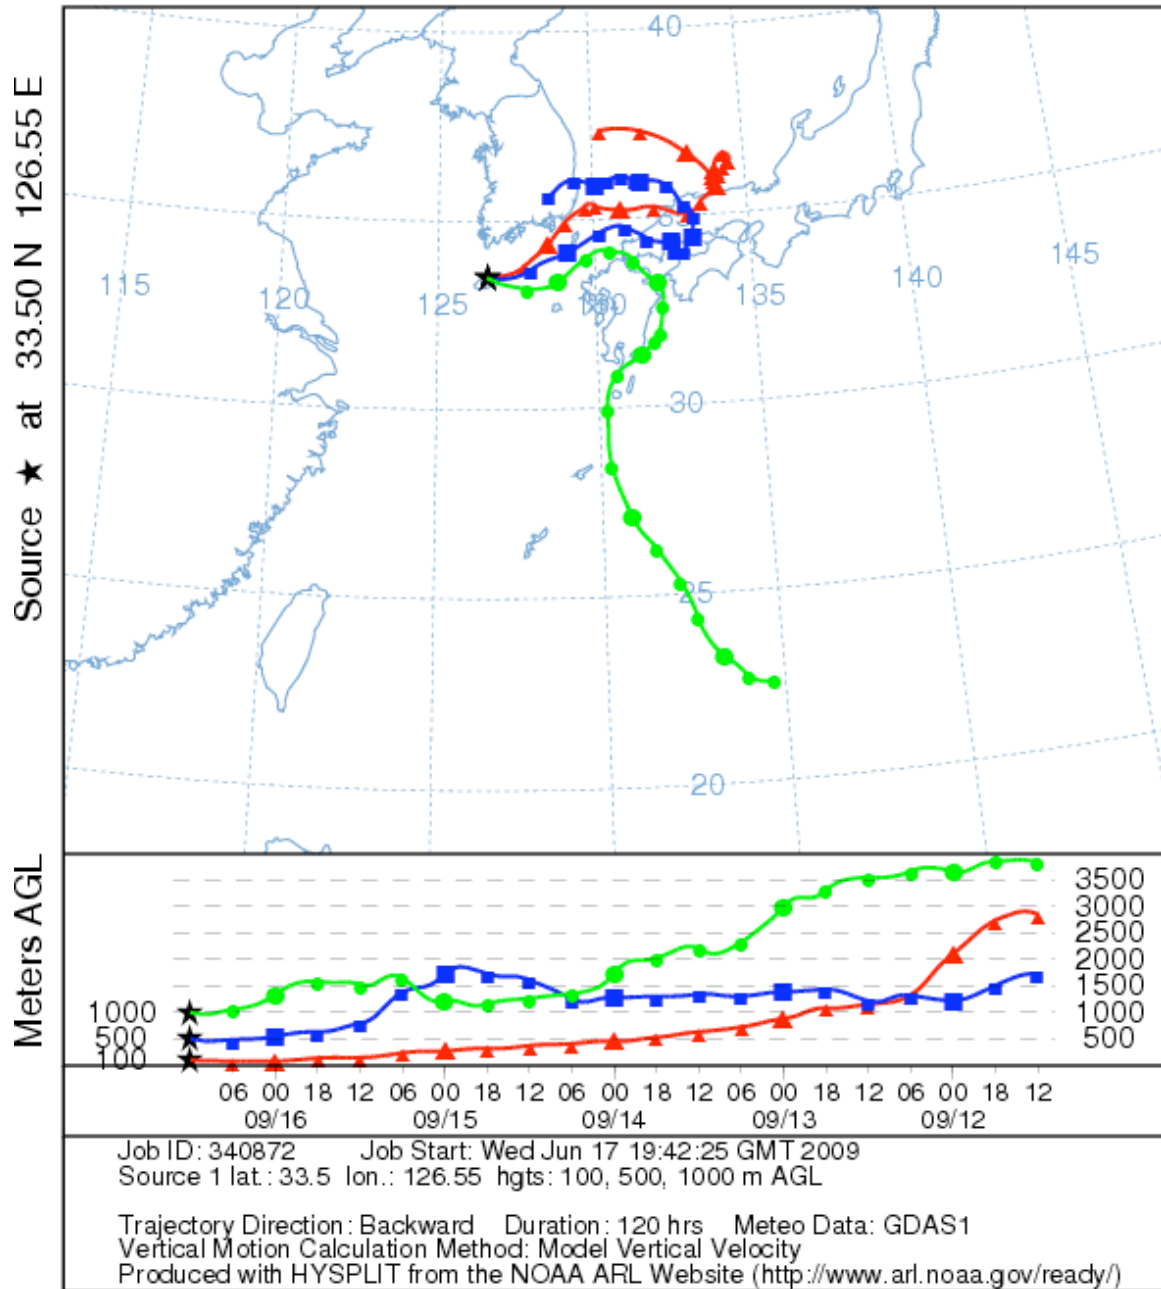 Source ★ at 33.50 N 126.55 E
40
35
115
120
125
130
135
140
145
30
25
20
Meters AGL
3500
3000
2500
2000
1500
1000
1000
500
500
100
06 00 18 12 06 00 18 12 06 00 18 12 06 00 18 12 06 00 18 12
09/16 09/15 09/14 09/13 09/12
Job ID: 340872 Job Start: Wed Jun 17 19:42:25 GMT 2009
Source 1 lat.: 33.5 lon.: 126.55 hgts: 100, 500, 1000 m AGL
Trajectory Direction: Backward Duration: 120 hrs Meteo Data: GDAS1
Vertical Motion Calculation Method: Model Vertical Velocity
Produced with HYSPLIT from the NOAA ARL Website (http://www.arl.noaa.gov/ready/)